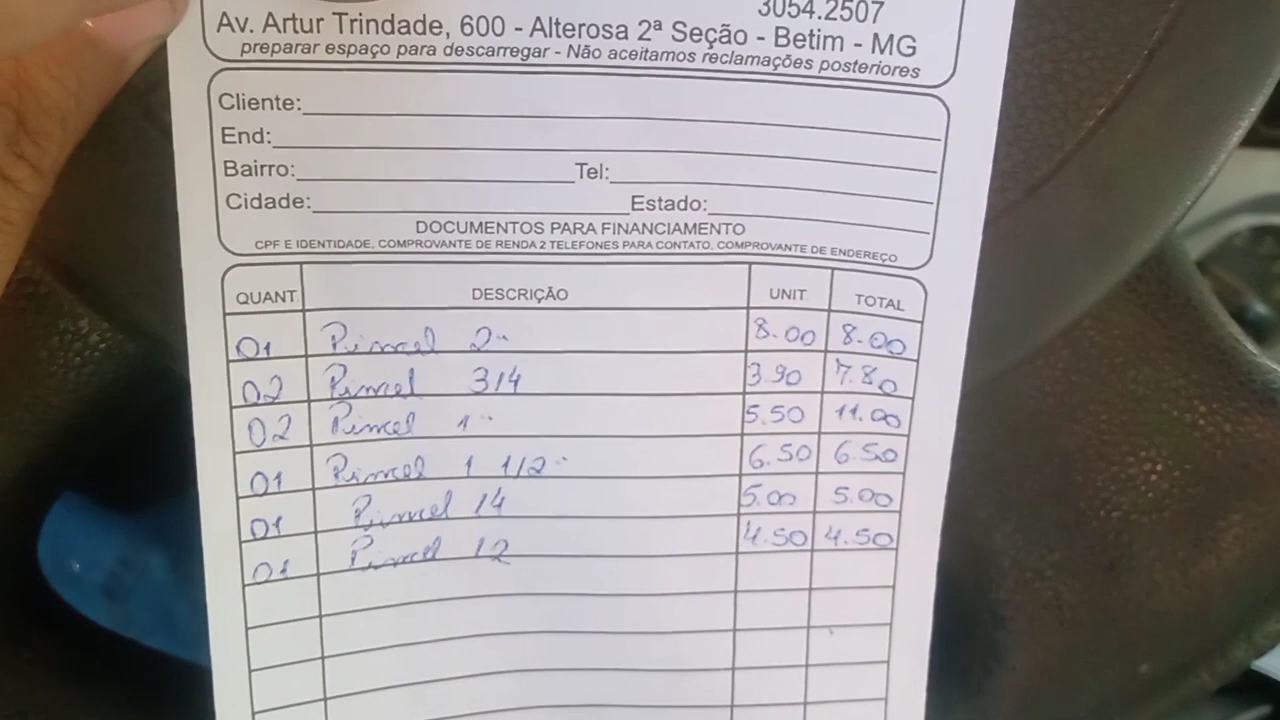 3054.2507
Av. Artur Trindade, 600 - Alterosa 2ª Seção - Betim - MG
preparar espaço para descarregar - Não aceitamos reclamações posteriores
Cliente:
End:
Bairro: Tel:
Cidade: Estado:
DOCUMENTOS PARA FINANCIAMENTO
CPF E IDENTIDADE, COMPROVANTE DE RENDA 2 TELEFONES PARA CONTATO, COMPROVANTE DE ENDEREÇO
QUANT. DESCRIÇÃO UNIT. TOTAL
01 Pincel 2" 8.00 8.00
02 Pincel 3/4 3.90 7.80
02 Pincel 1" 5.50 11.00
01 Pincel 1 1/2" 6.50 6.50
01 Pincel 14 5.00 5.00
01 Pincel 12 4.50 4.50